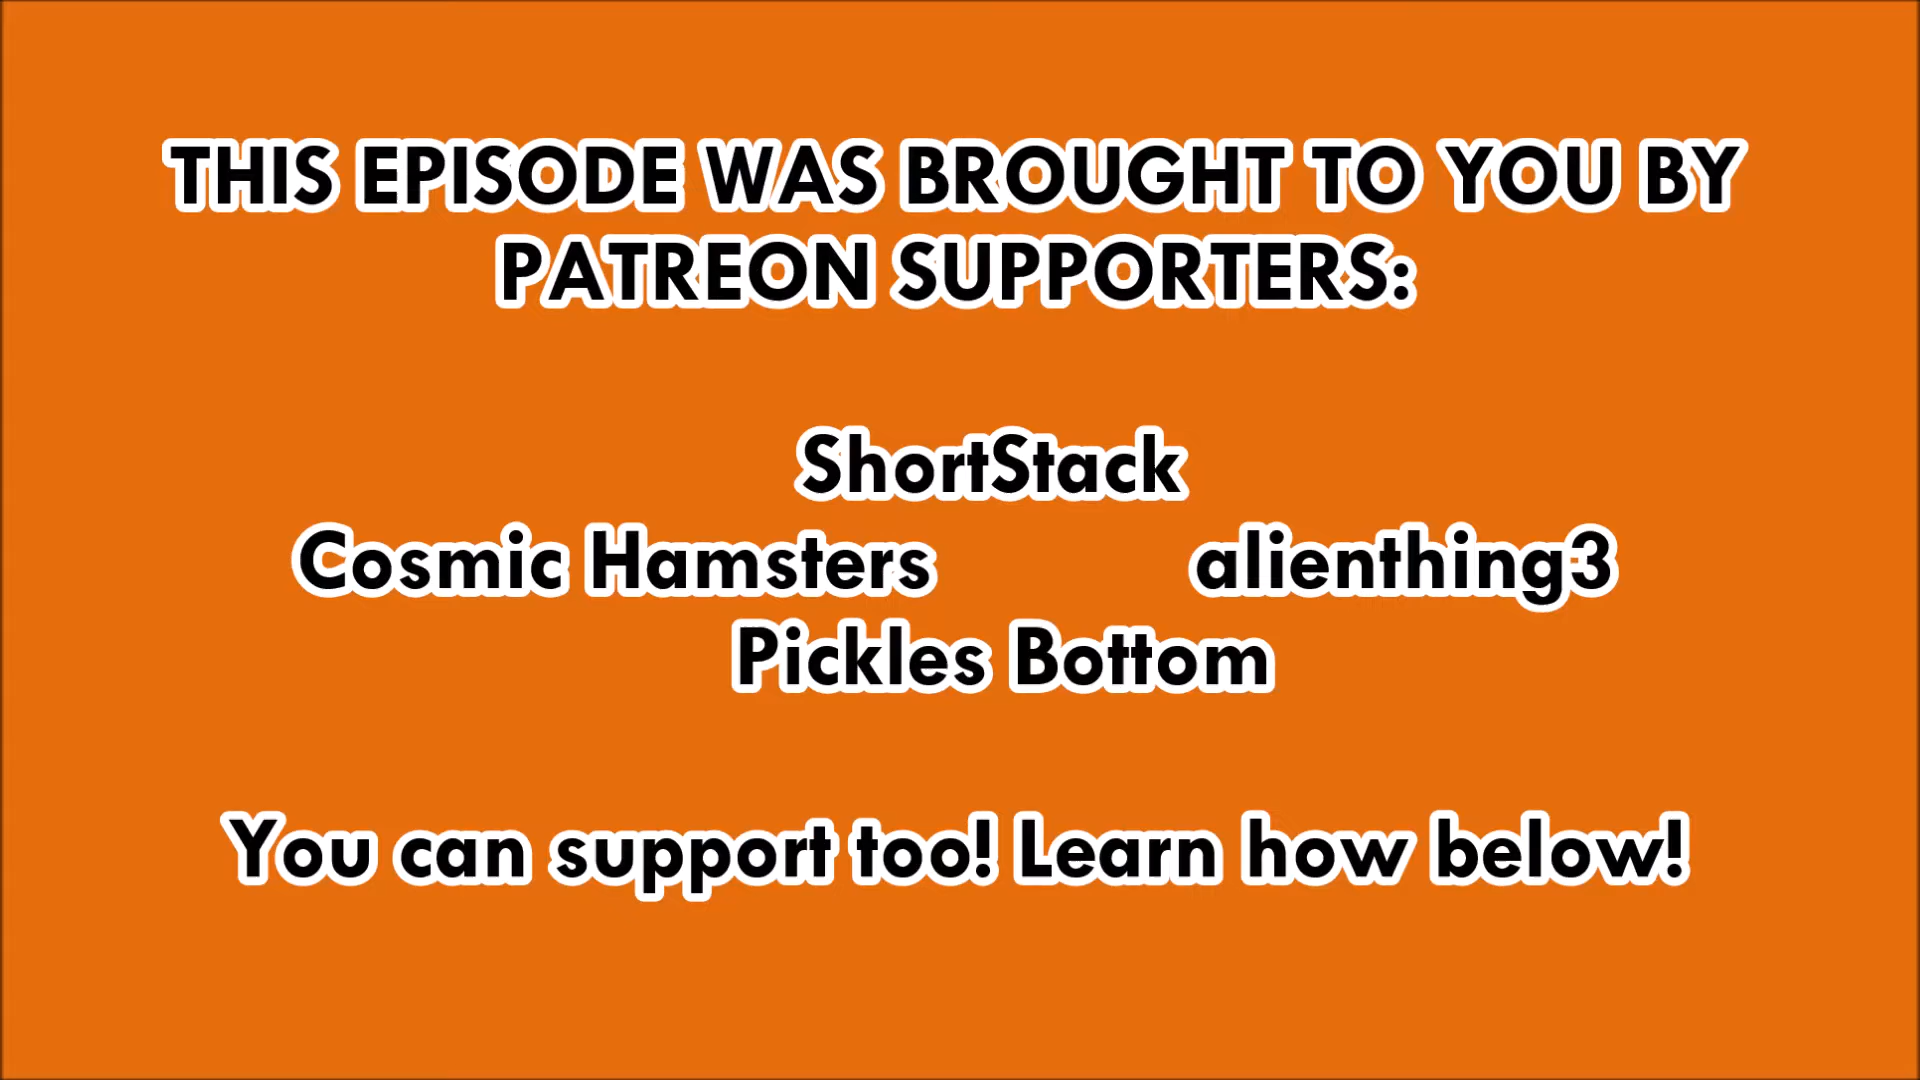 THIS EPISODE WAS BROUGHT TO YOU BY
PATREON SUPPORTERS:
ShortStack
Cosmic Hamsters alienthing3
Pickles Bottom
You can support too! Learn how below!